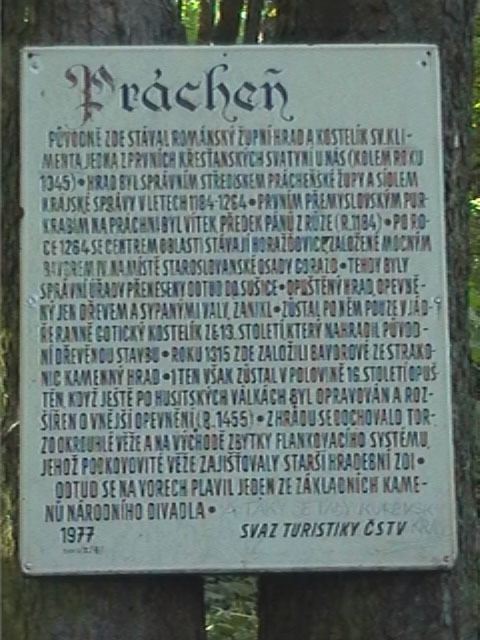 Prácheň
PŮVODNĚ ZDE STÁVAL ROMÁNSKÝ ŽUPNÍ HRAD A KOSTELÍK SV. KLI-
MENTA JEDNA Z PRVNÍCH KŘESŤANSKÝCH SVATYNÍ U NÁS (KOLEM ROKU
1045) • HRAD BYL SPRÁVNÍM STŘEDISKEM PRÁCHEŇSKÉ ŽUPY A SÍDLEM
KRAJSKÉ SPRÁVY V LETECH 1184-1264 • PRVNÍM PŘEMYSLOVSKÝM PUR-
KRABÍM NA PRÁCHNI BYL VÍTEK, PŘEDEK PÁNŮ Z RŮŽE (R. 1184) • PO RO-
CE 1264 SE CENTREM OBLASTI STÁVAJÍ HORAŽĎOVICE, ZALOŽENÉ MOCNÝM
BAVOREM IV. NA MÍSTĚ STAROSLOVANSKÉ OSADY GORAZD • TEHDY BYLY
SPRÁVNÍ ÚŘADY PŘENESENY ODTUD DO SUŠICE • OPUŠTĚNÝ HRAD, OPEVNĚ-
NÝ JEN DŘEVEM A SYPANÝMI VALY, ZANIKL • ZŮSTAL PO NĚM POUZE V JÁD-
ŘE RANNĚ GOTICKÝ KOSTELÍK ZE 13. STOLETÍ, KTERÝ NAHRADIL PŮVOD-
NÍ DŘEVĚNOU STAVBU • ROKU 1315 ZDE ZALOŽILI BAVOROVÉ ZE STRAKO-
NIC KAMENNÝ HRAD • I TEN VŠAK ZŮSTAL V POLOVINĚ 16. STOLETÍ OPUŠ-
TĚN, KDYŽ JEŠTĚ PO HUSITSKÝCH VÁLKÁCH BYL OPRAVOVÁN A ROZ-
ŠÍŘEN O VNĚJŠÍ OPEVNĚNÍ (R. 1455) • Z HRADU SE DOCHOVALO TOR-
ZO OKROUHLÉ VĚŽE A NA VÝCHODĚ ZBYTKY FLANKOVACÍHO SYSTÉMU,
JEHOŽ PODKOVOVITÉ VĚŽE ZAJIŠŤOVALY STARŠÍ HRADEBNÍ ZDI •
ODTUD SE NA VORECH PLAVIL JEDEN ZE ZÁKLADNÍCH KAME-
NŮ NÁRODNÍHO DIVADLA •
1977 SVAZ TURISTIKY ČSTV